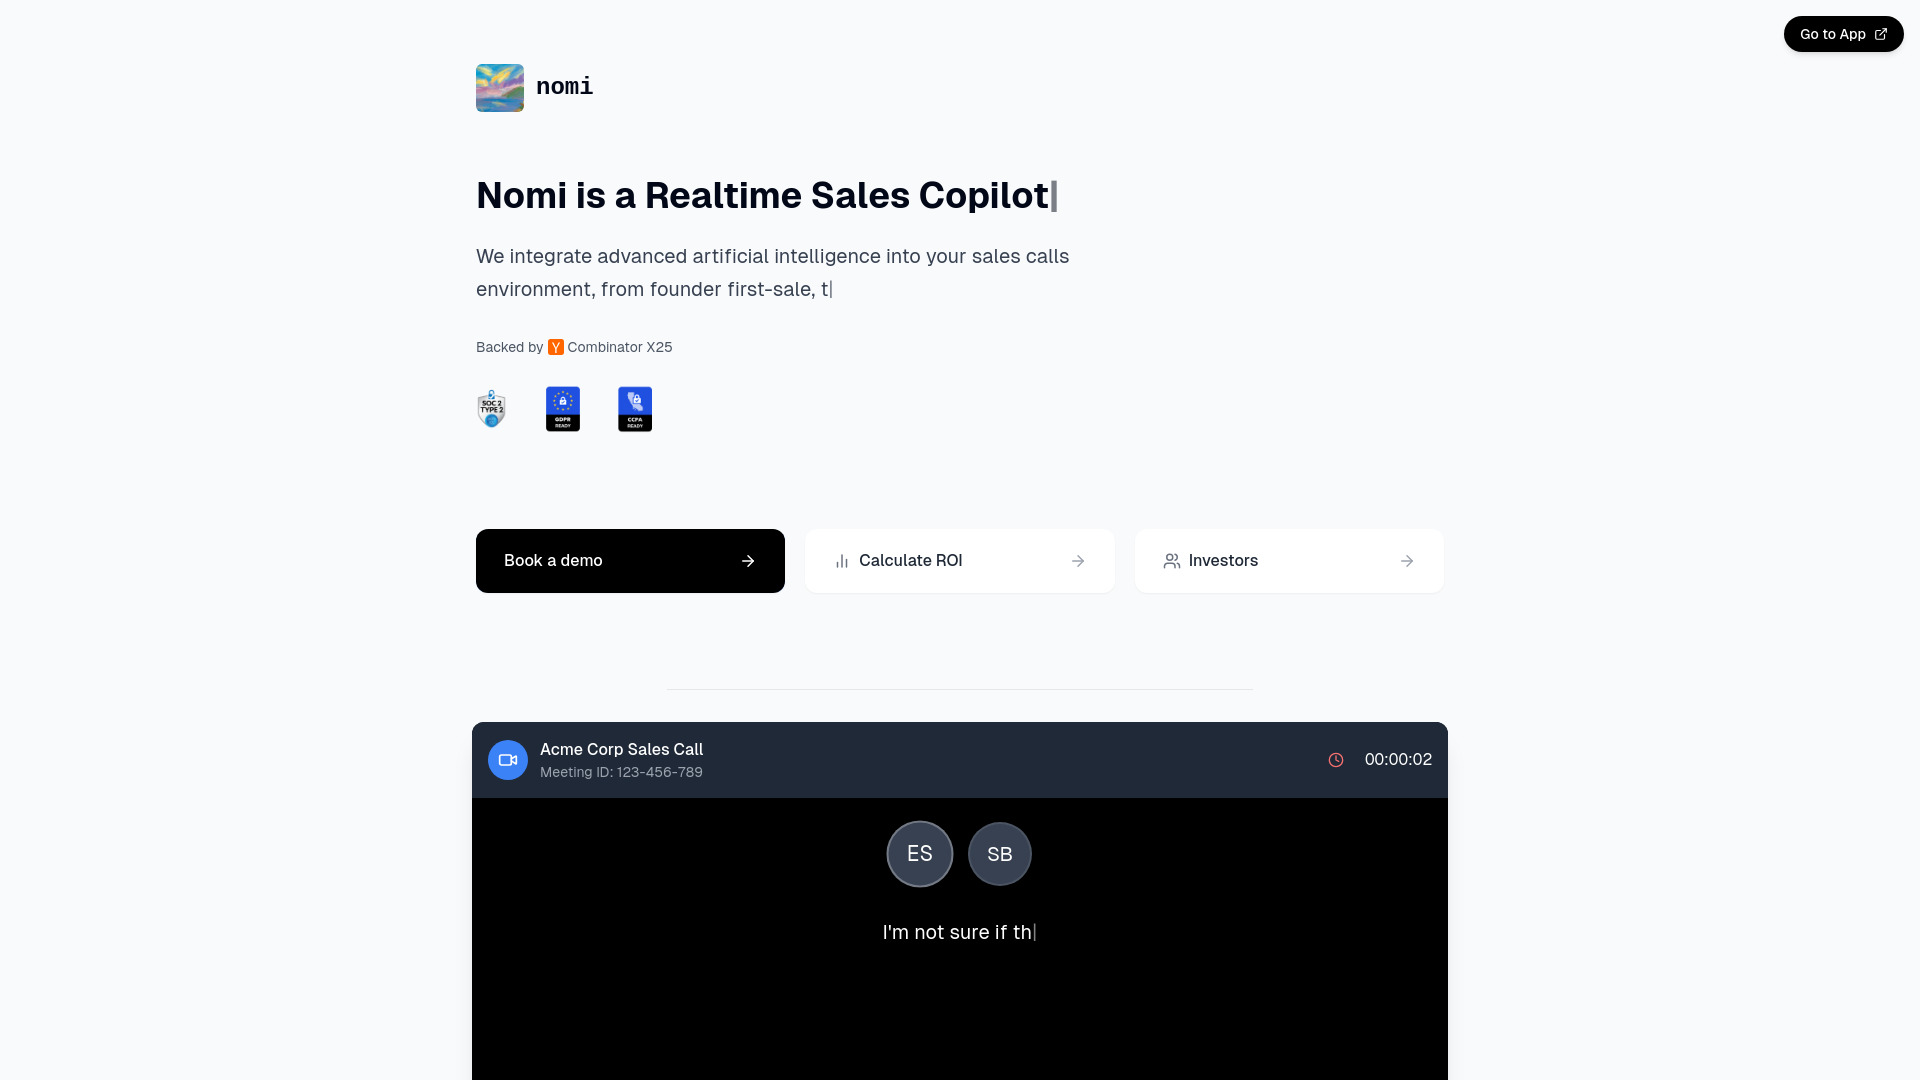 Go to App
nomi
Nomi is a Realtime Sales Copilot
We integrate advanced artificial intelligence into your sales calls
environment, from founder first-sale, t
Backed by Y Combinator X25
SOC 2
TYPE 2
GDPR
READY
CCPA
READY
Book a demo
Calculate ROI
Investors
Acme Corp Sales Call
Meeting ID: 123-456-789
00:00:02
ES
SB
I'm not sure if th